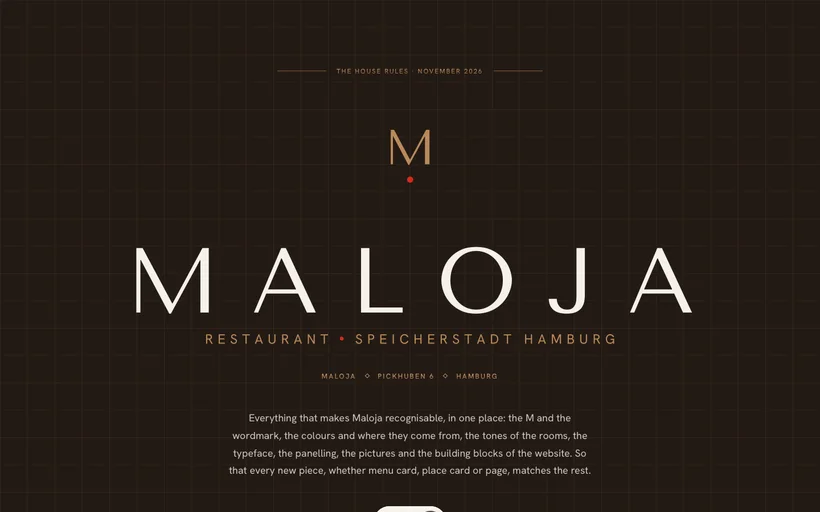 THE HOUSE RULES · NOVEMBER 2026
M
MALOJA
RESTAURANT • SPEICHERSTADT HAMBURG
MALOJA ◇ PICKHUBEN 6 ◇ HAMBURG
Everything that makes Maloja recognisable, in one place: the M and the
wordmark, the colours and where they come from, the tones of the rooms, the
typeface, the panelling, the pictures and the building blocks of the website. So
that every new piece, whether menu card, place card or page, matches the rest.